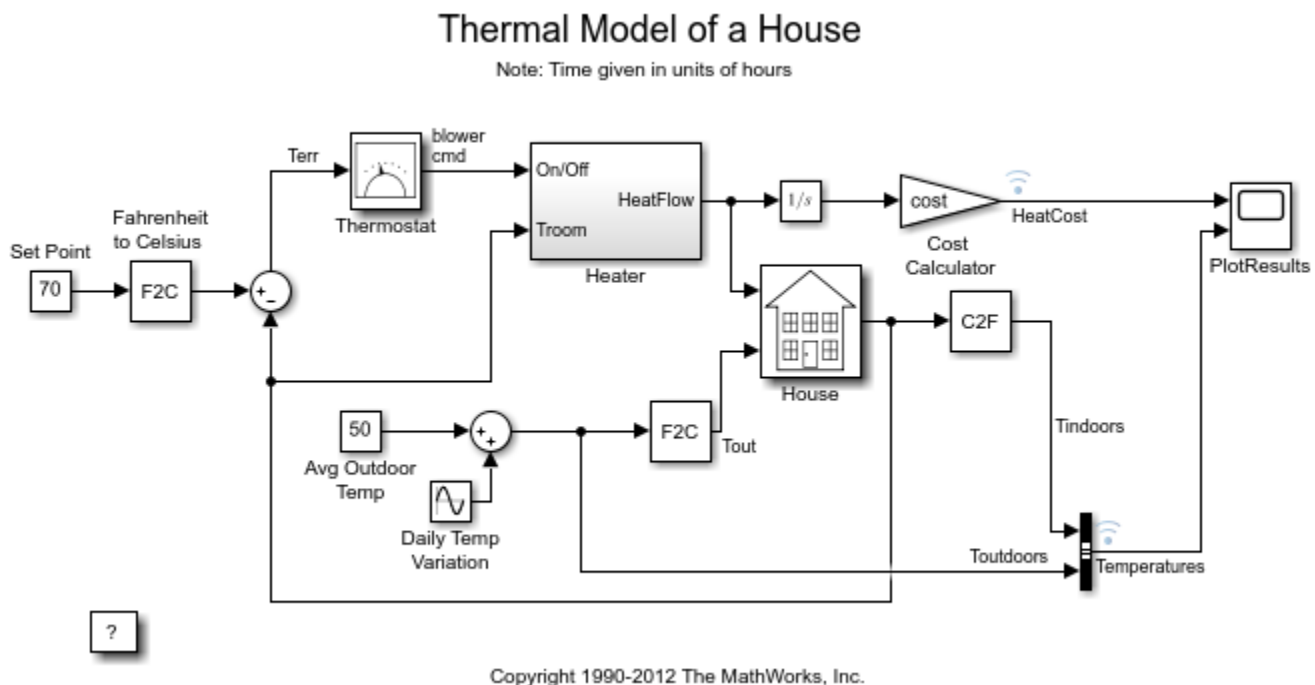 Thermal Model of a House
Note: Time given in units of hours
Terr
blower
cmd
Thermostat
On/Off
HeatFlow
Troom
Heater
1/s
cost
Cost
Calculator
HeatCost
PlotResults
Set Point
70
Fahrenheit
to Celsius
F2C
+
-
House
C2F
50
Avg Outdoor
Temp
+
+
Daily Temp
Variation
F2C
Tout
Tindoors
Toutdoors
Temperatures
?
Copyright 1990-2012 The MathWorks, Inc.